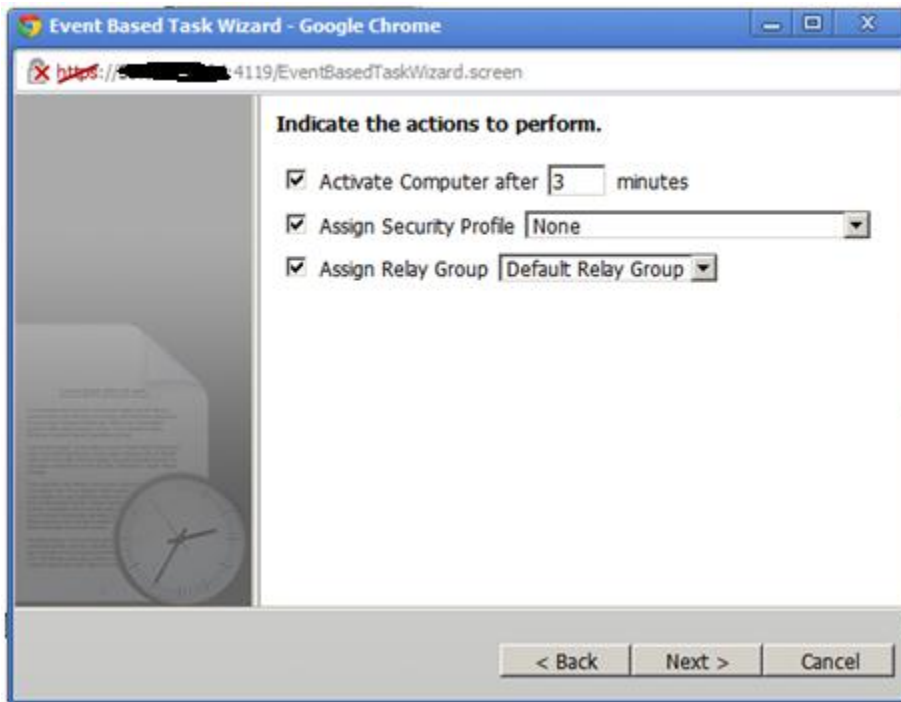 Event Based Task Wizard - Google Chrome
https:// :4119/EventBasedTaskWizard.screen
Indicate the actions to perform.
Activate Computer after 3 minutes
Assign Security Profile None
Assign Relay Group Default Relay Group
< Back Next > Cancel